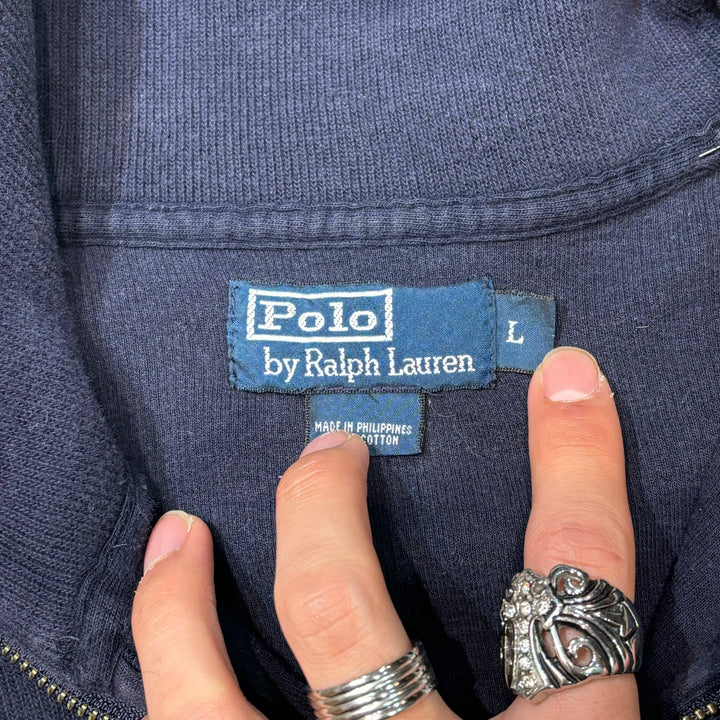 Polo
by Ralph Lauren
L
MADE IN PHILIPPINES
COTTON